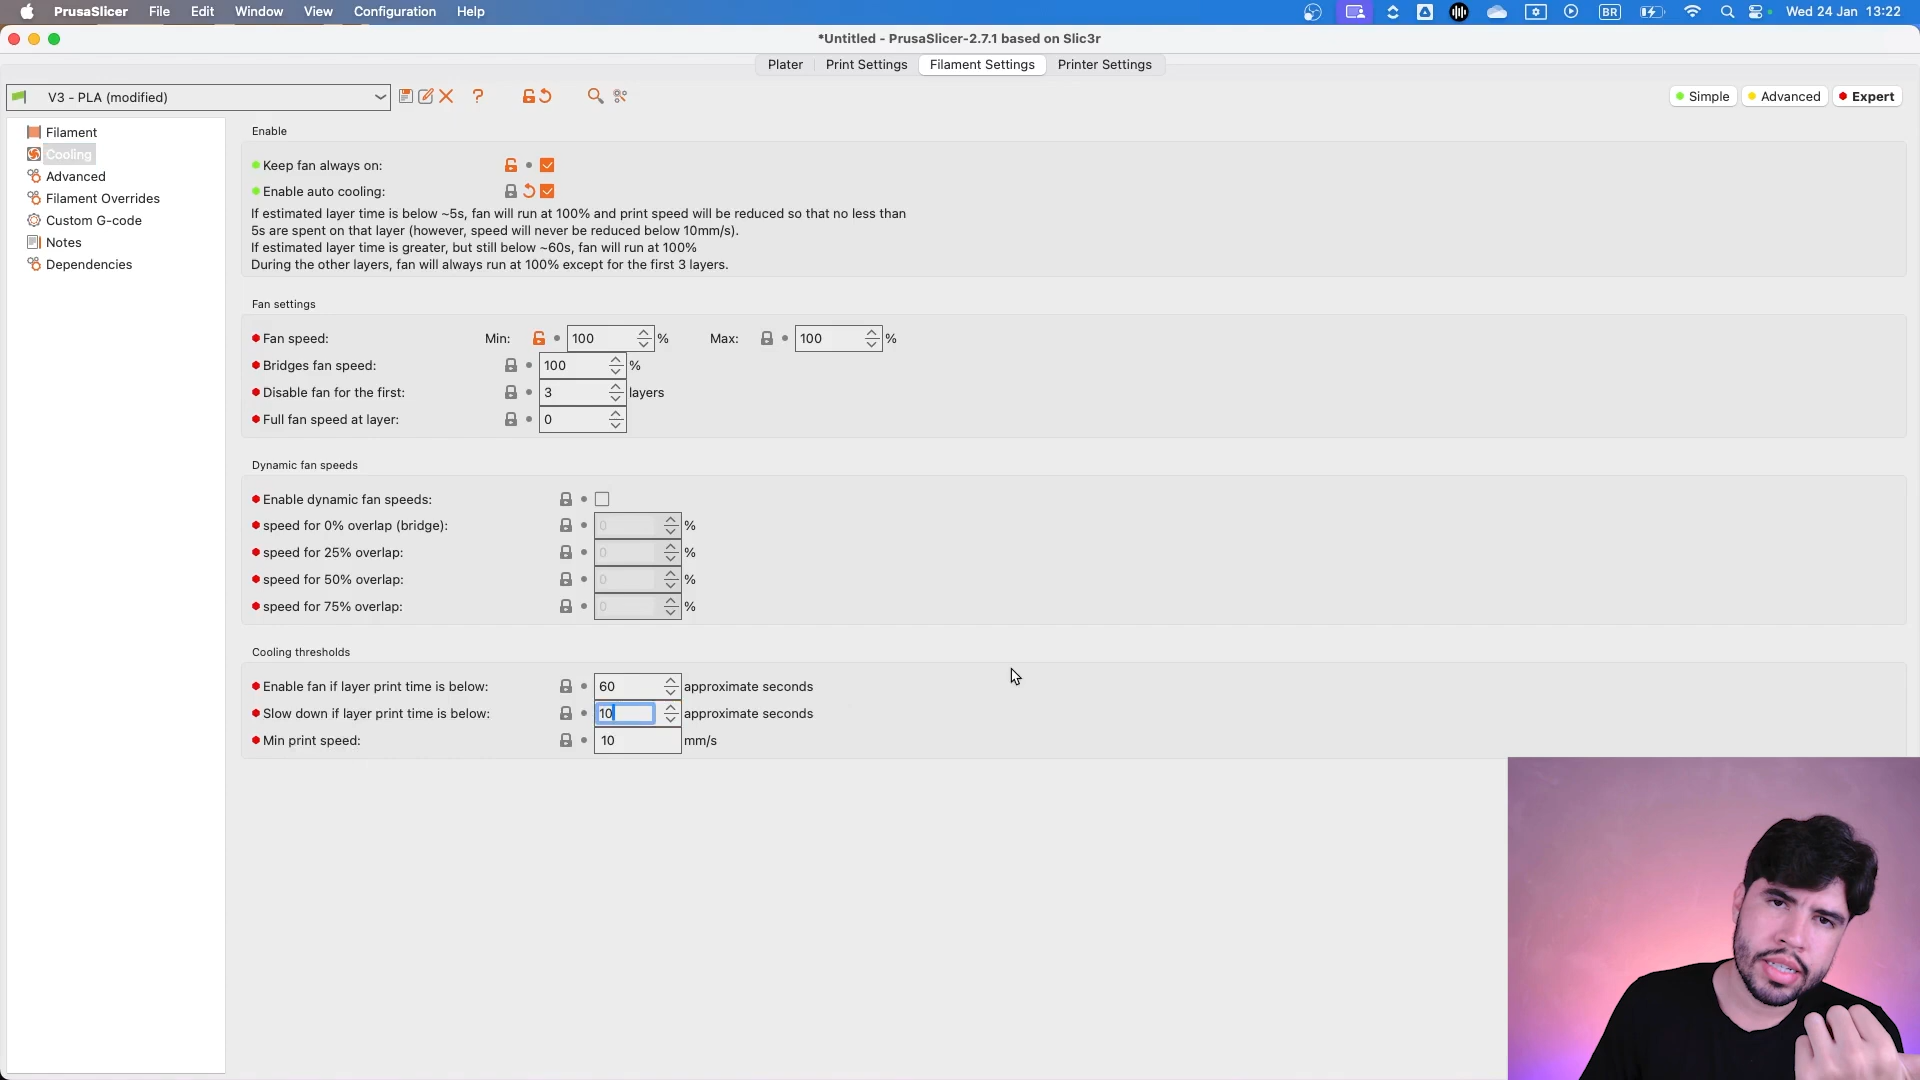 PrusaSlicer File Edit Window View Configuration Help BR Wed 24 Jan 13:22
*Untitled - PrusaSlicer-2.7.1 based on Slic3r
Plater Print Settings Filament Settings Printer Settings
V3 - PLA (modified) ? Simple Advanced Expert
Filament
Cooling
Advanced
Filament Overrides
Custom G-code
Notes
Dependencies
Enable
Keep fan always on:
Enable auto cooling:
If estimated layer time is below ~5s, fan will run at 100% and print speed will be reduced so that no less than
5s are spent on that layer (however, speed will never be reduced below 10mm/s).
If estimated layer time is greater, but still below ~60s, fan will run at 100%
During the other layers, fan will always run at 100% except for the first 3 layers.
Fan settings
Fan speed: Min: 100 % Max: 100 %
Bridges fan speed: 100 %
Disable fan for the first: 3 layers
Full fan speed at layer: 0
Dynamic fan speeds
Enable dynamic fan speeds:
speed for 0% overlap (bridge): 0 %
speed for 25% overlap: 0 %
speed for 50% overlap: 0 %
speed for 75% overlap: 0 %
Cooling thresholds
Enable fan if layer print time is below: 60 approximate seconds
Slow down if layer print time is below: 10 approximate seconds
Min print speed: 10 mm/s